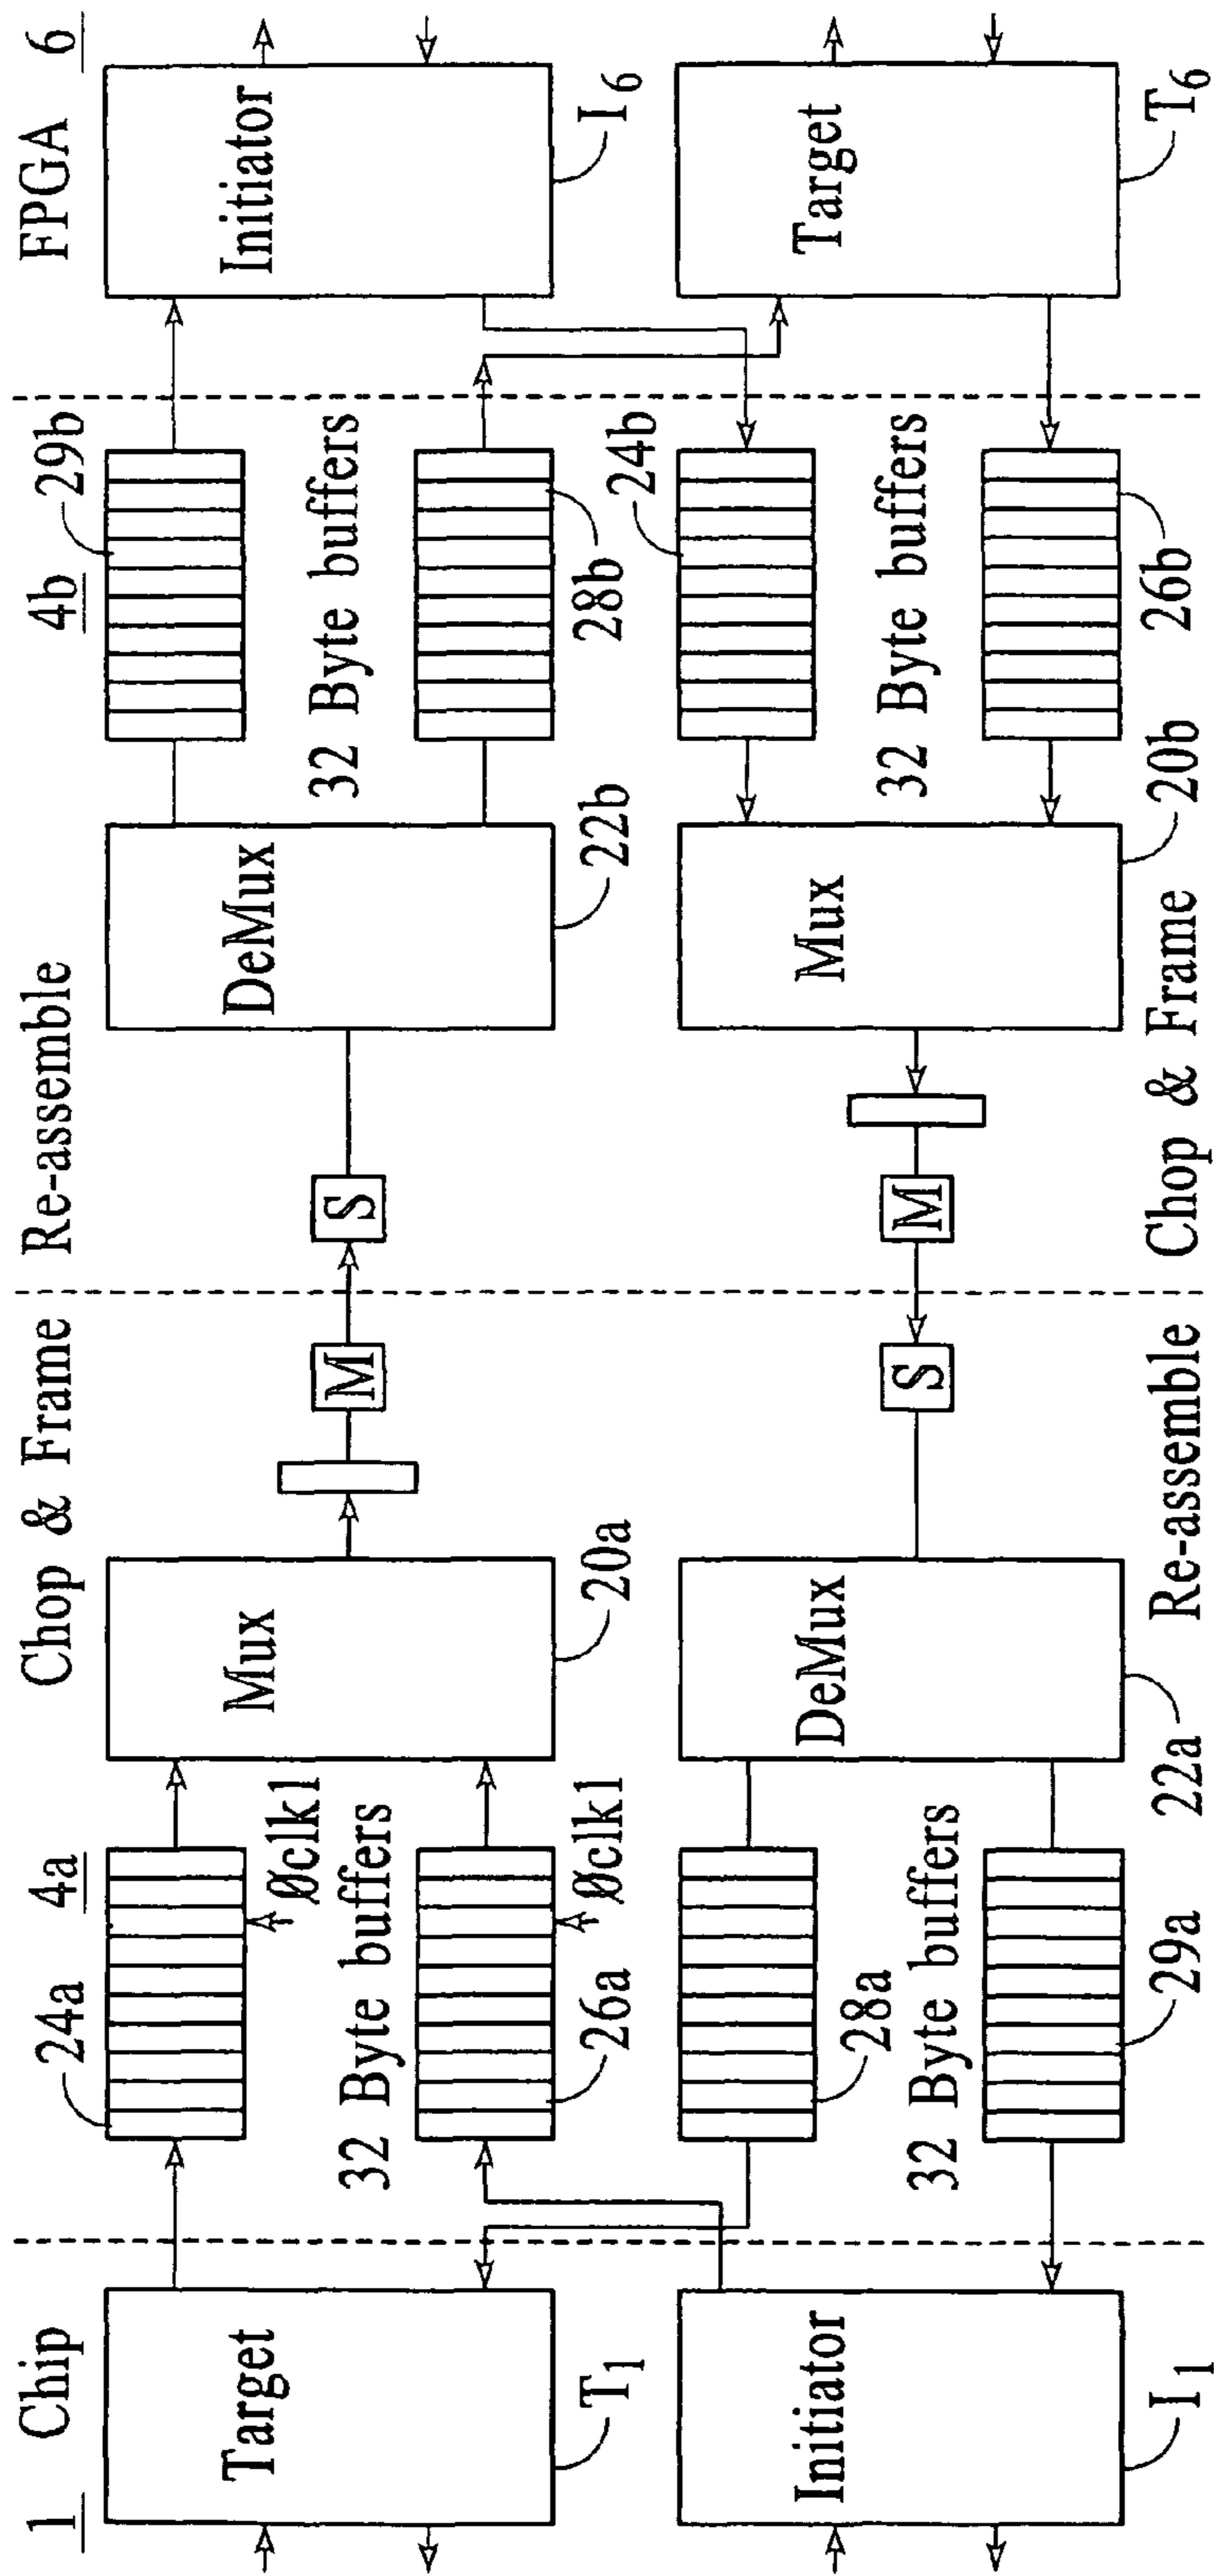 1 Chip
4a
Chop & Frame
Re-assemble
4b
FPGA 6
24a
29b
Target
T1
Øclk1
Mux
20a
M
S
DeMux
22b
Initiator
I6
32 Byte buffers
32 Byte buffers
26a
Øclk1
28b
24b
Initiator
I1
28a
DeMux
22a
S
M
Mux
20b
Target
T6
32 Byte buffers
32 Byte buffers
29a
26b
Re-assemble
Chop & Frame